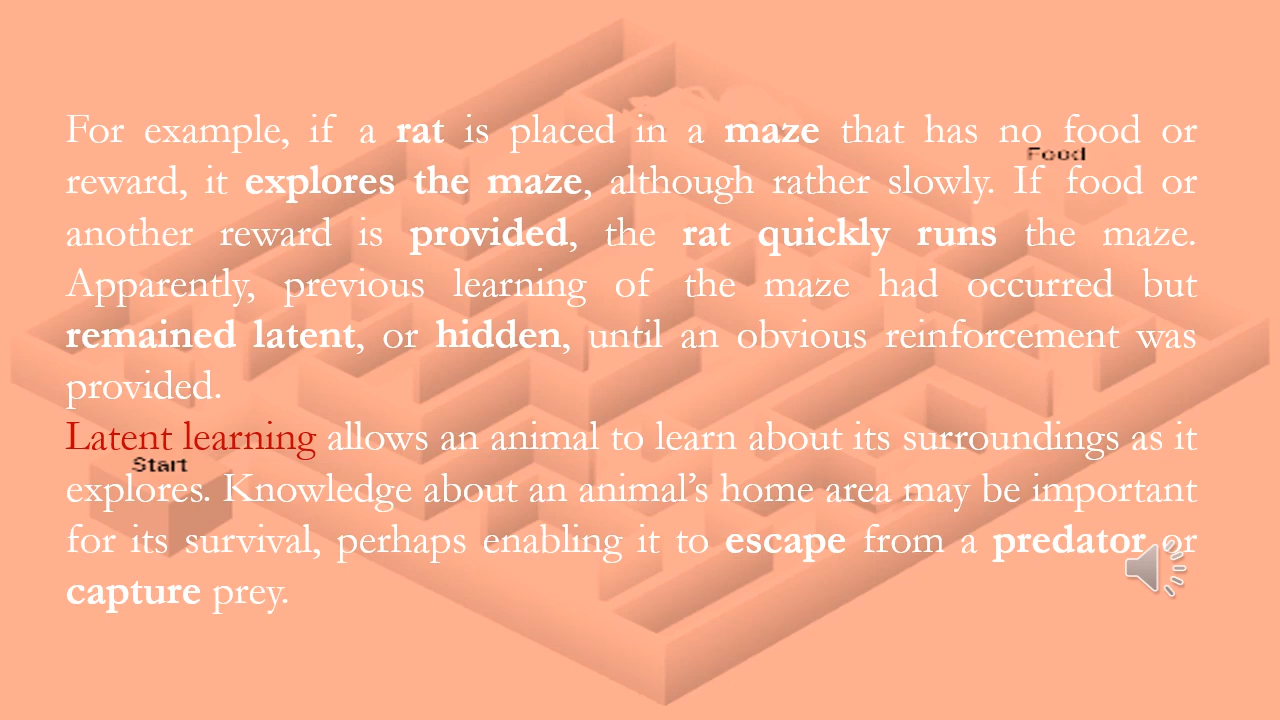 For example, if a rat is placed in a maze that has no food or
Food
reward, it explores the maze, although rather slowly. If food or
another reward is provided, the rat quickly runs the maze.
Apparently, previous learning of the maze had occurred but
remained latent, or hidden, until an obvious reinforcement was
provided.
Latent learning allows an animal to learn about its surroundings as it
Start
explores. Knowledge about an animal’s home area may be important
for its survival, perhaps enabling it to escape from a predator or
capture prey.